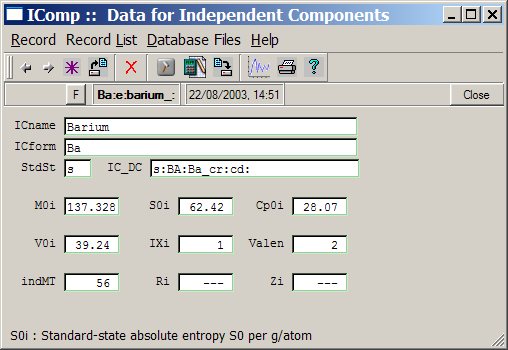 IComp :: Data for Independent Components
Record Record List Database Files Help
F Ba:e:barium_: 22/08/2003, 14:51 Close
ICname Barium
ICform Ba
StdSt s IC_DC s:BA:Ba_cr:cd:
M0i 137.328 S0i 62.42 Cp0i 28.07
V0i 39.24 IXi 1 Valen 2
indMT 56 Ri --- Zi ---
S0i : Standard-state absolute entropy S0 per g/atom